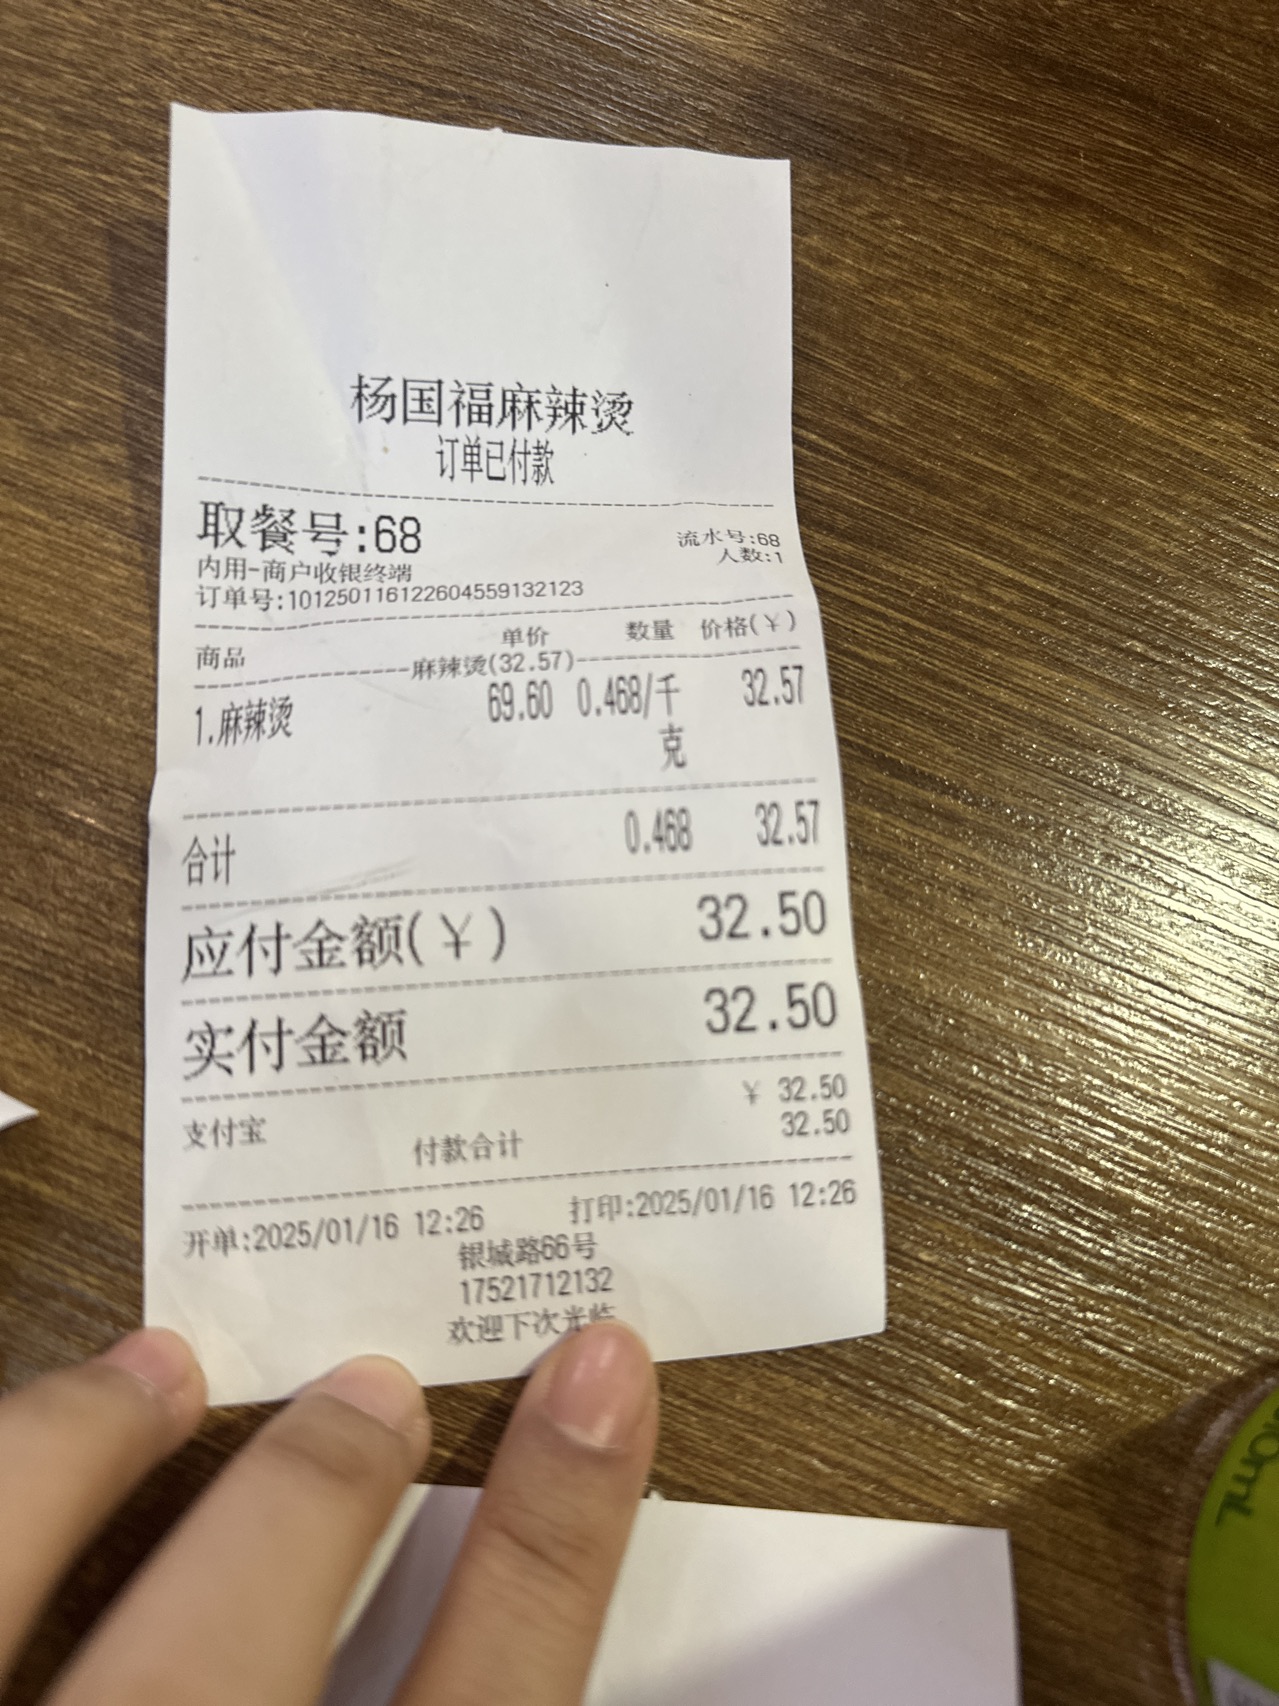 杨国福麻辣烫
订单已付款
取餐号:68
流水号:68
人数:1
内用-商户收银终端
订单号:101250116122604559132123
商品 单价 数量 价格(￥)
麻辣烫(32.57)
1.麻辣烫 69.60 0.468/千克 32.57
合计 0.468 32.57
应付金额(￥) 32.50
实付金额 32.50
支付宝 ￥ 32.50
付款合计 32.50
开单:2025/01/16 12:26 打印:2025/01/16 12:26
银城路66号
17521712132
欢迎下次光临